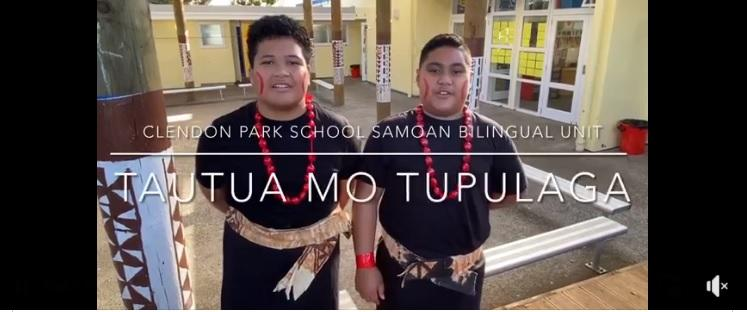 CLENDON PARK SCHOOL SAMOAN BILINGUAL UNIT
TAUTUA MO TUPULAGA